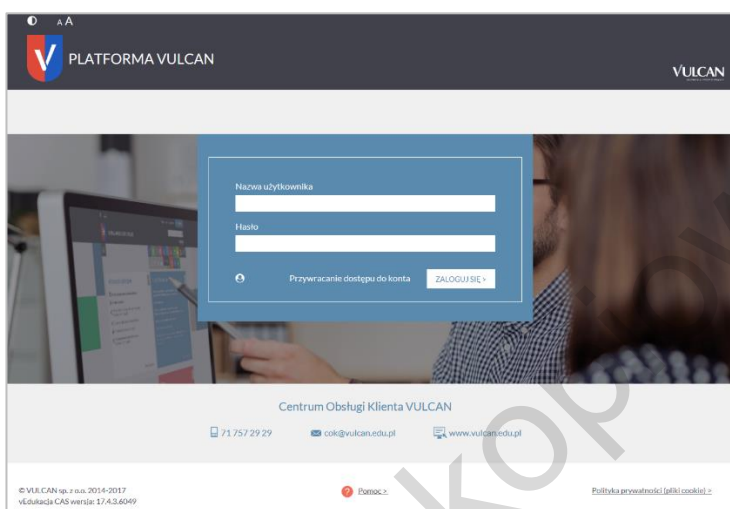 A A
PLATFORMA VULCAN
VULCAN
Nazwa użytkownika
Hasło
Przywracanie dostępu do konta
ZALOGUJ SIĘ >
Centrum Obsługi Klienta VULCAN
71 757 29 29
cok@vulcan.edu.pl
www.vulcan.edu.pl
© VULCAN sp. z o.o. 2014-2017
vEdukacja CAS wersja: 17.4.3.6049
? Pomoc >
Polityka prywatności (pliki cookie) >